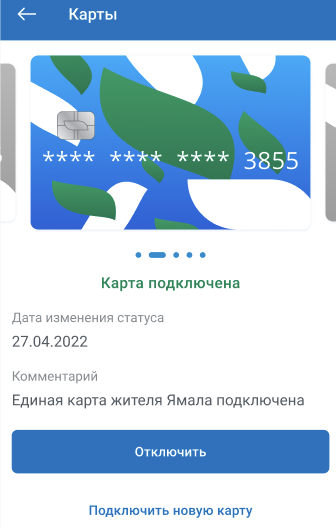 Карты
**** **** **** 3855
Карта подключена
Дата изменения статуса
27.04.2022
Комментарий
Единая карта жителя Ямала подключена
Отключить
Подключить новую карту